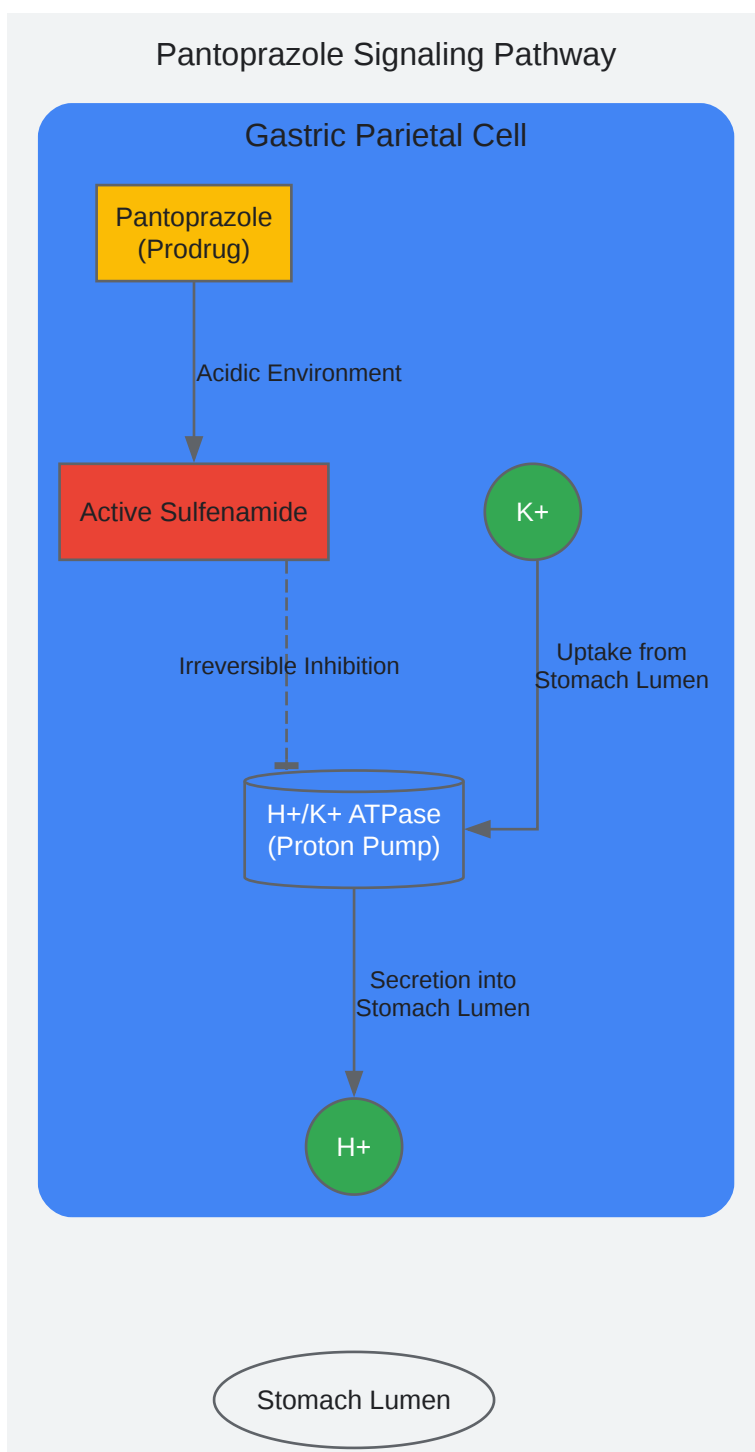 Pantoprazole Signaling Pathway
Gastric Parietal Cell
Pantoprazole
(Prodrug)
Acidic Environment
Active Sulfenamide
K+
Irreversible Inhibition
Uptake from
Stomach Lumen
H+/K+ ATPase
(Proton Pump)
Secretion into
Stomach Lumen
H+
Stomach Lumen